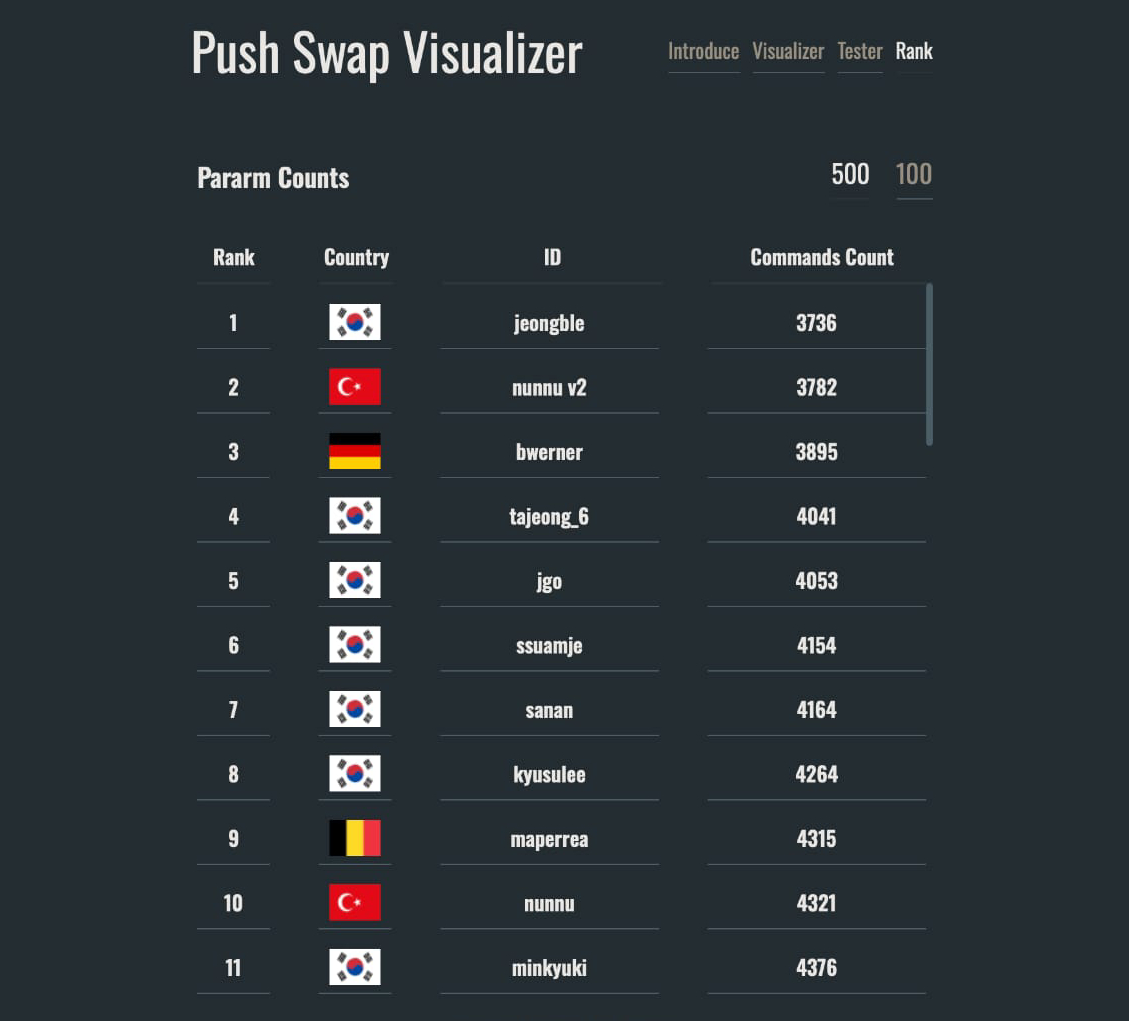 Push Swap Visualizer
Introduce Visualizer Tester Rank
Pararm Counts
500 100
Rank Country ID Commands Count
1 jeongble 3736
2 nunnu v2 3782
3 bwerner 3895
4 tajeong_6 4041
5 jgo 4053
6 ssuamje 4154
7 sanan 4164
8 kyusulee 4264
9 maperrea 4315
10 nunnu 4321
11 minkyuki 4376